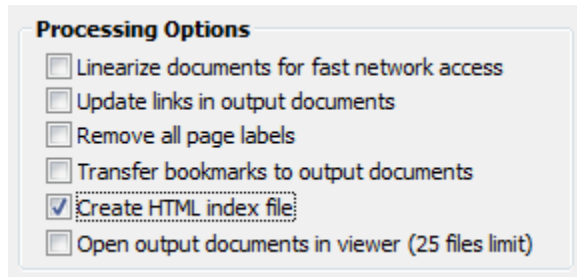 Processing Options
Linearize documents for fast network access
Update links in output documents
Remove all page labels
Transfer bookmarks to output documents
Create HTML index file
Open output documents in viewer (25 files limit)